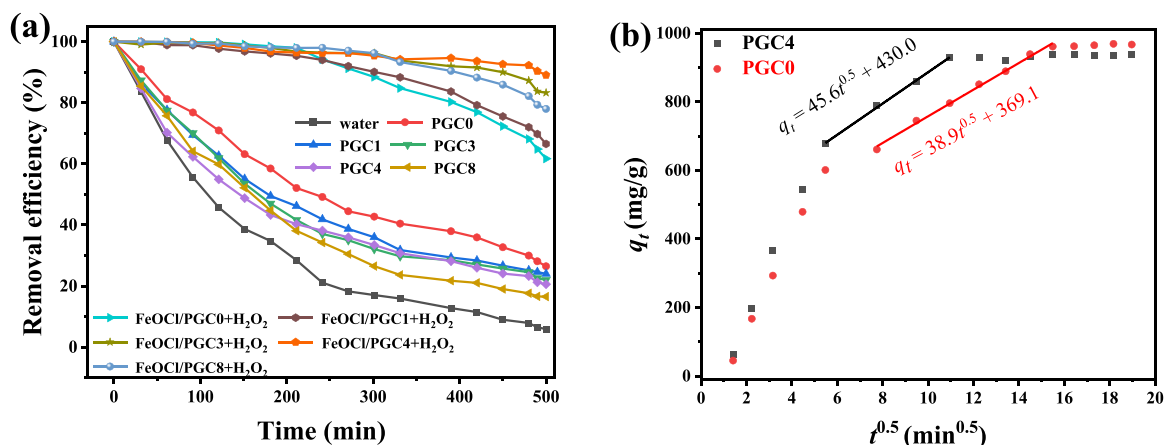 (a)
Removal efficiency (%)
100
80
60
40
20
0
water
PGC0
PGC1
PGC3
PGC4
PGC8
FeOCl/PGC0+H₂O₂
FeOCl/PGC1+H₂O₂
FeOCl/PGC3+H₂O₂
FeOCl/PGC4+H₂O₂
FeOCl/PGC8+H₂O₂
0
100
200
300
400
500
Time (min)
(b)
qₜ (mg/g)
1000
800
600
400
200
0
PGC4
PGC0
qₜ = 45.6t⁰·⁵ + 430.0
qₜ = 38.9t⁰·⁵ + 369.1
0
2
4
6
8
10
12
14
16
18
20
t⁰·⁵ (min⁰·⁵)